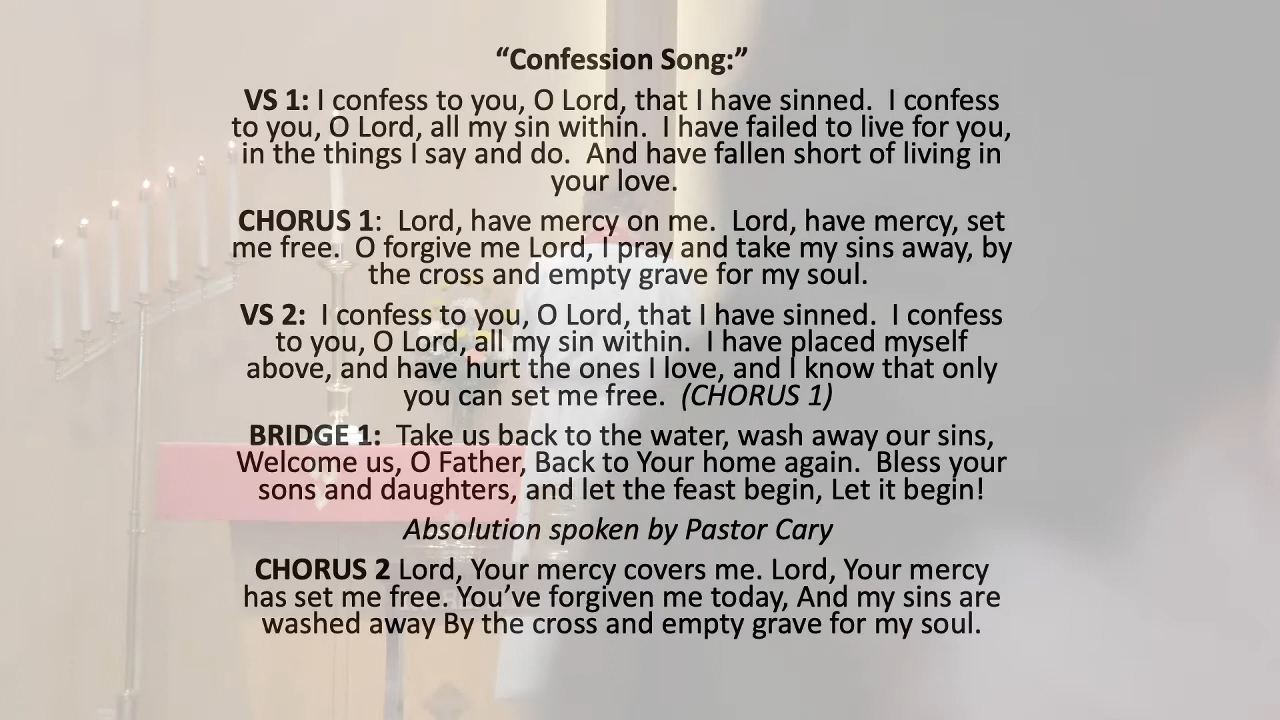 “Confession Song:”
VS 1: I confess to you, O Lord, that I have sinned.  I confess
to you, O Lord, all my sin within.  I have failed to live for you,
in the things I say and do.  And have fallen short of living in
your love.
CHORUS 1:  Lord, have mercy on me.  Lord, have mercy, set
me free.  O forgive me Lord, I pray and take my sins away, by
the cross and empty grave for my soul.
VS 2:  I confess to you, O Lord, that I have sinned.  I confess
to you, O Lord, all my sin within.  I have placed myself
above, and have hurt the ones I love, and I know that only
you can set me free.  (CHORUS 1)
BRIDGE 1:  Take us back to the water, wash away our sins,
Welcome us, O Father, Back to Your home again.  Bless your
sons and daughters, and let the feast begin, Let it begin!
Absolution spoken by Pastor Cary
CHORUS 2 Lord, Your mercy covers me. Lord, Your mercy
has set me free. You’ve forgiven me today, And my sins are
washed away By the cross and empty grave for my soul.